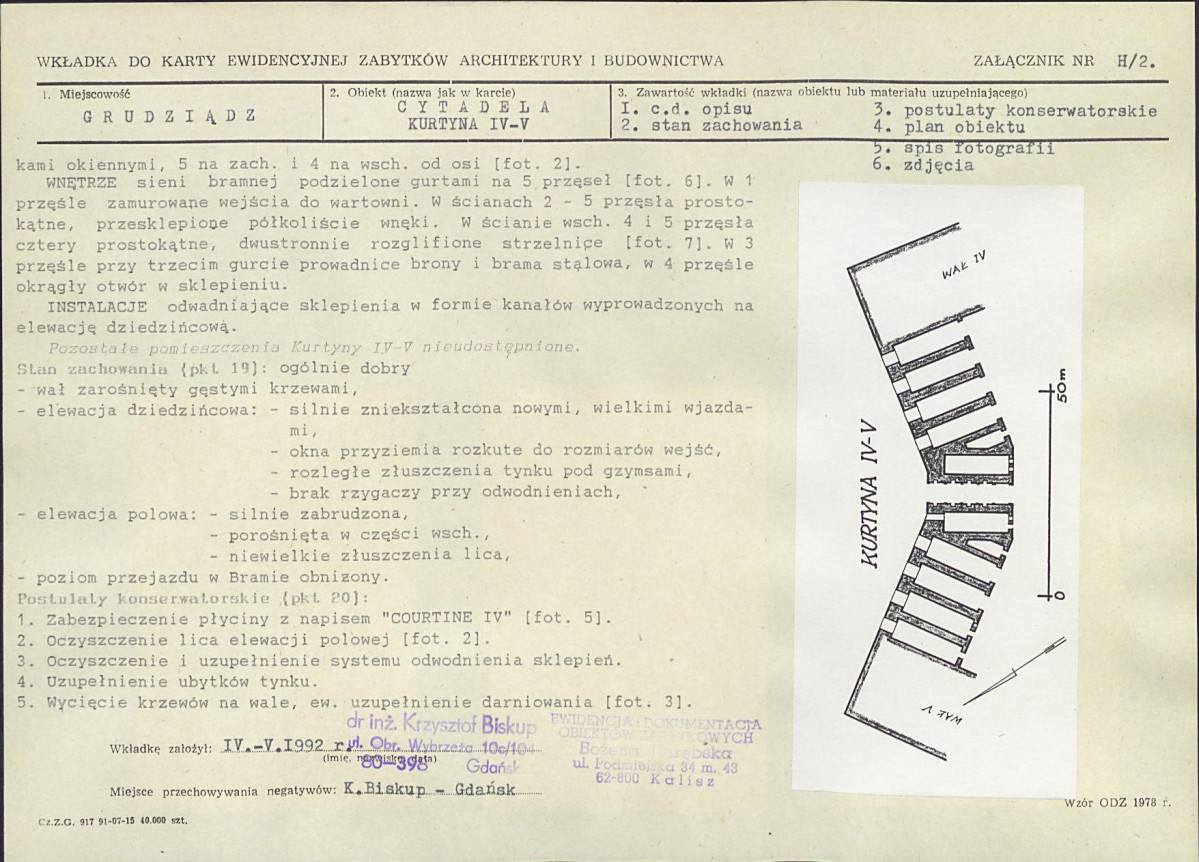 WKŁADKA DO KARTY EWIDENCYJNEJ ZABYTKÓW ARCHITEKTURY I BUDOWNICTWA
ZAŁĄCZNIK NR H/2.
1. Miejscowość
GRUDZIĄDZ
2. Obiekt (nazwa jak w karcie)
CYTADELA
KURTYNA IV-V
3. Zawartość wkładki (nazwa obiektu lub materiału uzupełniającego)
1. c.d. opisu
2. stan zachowania
3. postulaty konserwatorskie
4. plan obiektu
5. spis fotografii
6. zdjęcia
kami okiennymi, 5 na zach. i 4 na wsch. od osi [fot. 2].
WNĘTRZE sieni bramnej podzielone gurtami na 5 przęseł [fot. 6]. W 1
przęśle zamurowane wejścia do wartowni. W ścianach 2 - 5 przęsła prosto-
kątne, przesklepione półkoliście wnęki. W ścianie wsch. 4 i 5 przęsła
cztery prostokątne, dwustronnie rozglifione strzelnice [fot. 7]. W 3
przęśle przy trzecim gurcie prowadnice brony i brama stalowa, w 4 przęśle
okrągły otwór w sklepieniu.
INSTALACJE odwadniające sklepienia w formie kanałów wyprowadzonych na
elewację dziedzińcową.
Pozostałe pomieszczenia Kurtyny IV-V nieudostępnione.
Stan zachowania (pkt 19): ogólnie dobry
- wał zarośnięty gęstymi krzewami,
- elewacja dziedzińcowa: - silnie zniekształcona nowymi, wielkimi wjazda-
mi,
- okna przyziemia rozkute do rozmiarów wejść,
- rozległe złuszczenia tynku pod gzymsami,
- brak rzygaczy przy odwodnieniach,
- elewacja polowa: - silnie zabrudzona,
- porośnięta w części wsch.,
- niewielkie złuszczenia lica,
- poziom przejazdu w Bramie obniżony.
Postulaty konserwatorskie (pkt 20):
1. Zabezpieczenie płyciny z napisem "COURTINE IV" [fot. 5].
2. Oczyszczenie lica elewacji polowej [fot. 2].
3. Oczyszczenie i uzupełnienie systemu odwodnienia sklepień.
4. Uzupełnienie ubytków tynku.
5. Wycięcie krzewów na wale, ew. uzupełnienie darniowania [fot. 3].
WAŁ IV
KURTYNA IV-V
50m
0
WAŁ V
dr inż. Krzysztof Biskup
ul. Obr. Wybrzeża 10c/104
80-398 Gdańsk
EWIDENCJA I DOKUMENTACJA
OBIEKTÓW ZABYTKOWYCH
Bożena
ul. Podmiejska 34 m. 43
62-800 Kalisz
Wkładkę założył: IV.-V.1992 r.
(imię, nazwisko, data)
Miejsce przechowywania negatywów: K.Biskup - Gdańsk
Wzór ODZ 1978 r.
Cz.Z.G. 917 91-07-15 40.000 szt.